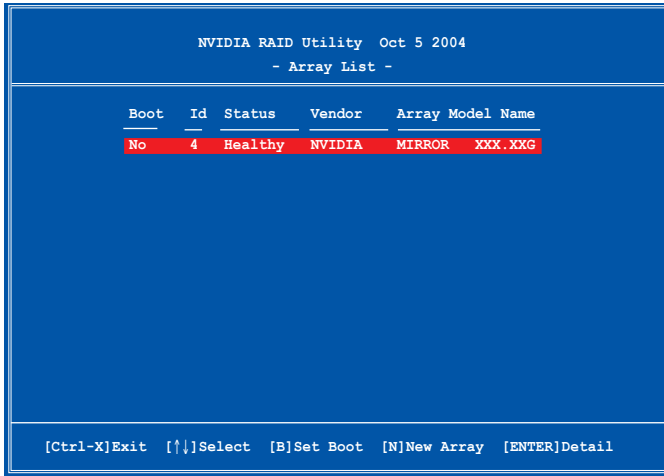 NVIDIA RAID Utility Oct 5 2004
- Array List -
Boot Id Status Vendor Array Model Name
No 4 Healthy NVIDIA MIRROR XXX.XXG
[Ctrl-X]Exit [↑↓]Select [B]Set Boot [N]New Array [ENTER]Detail